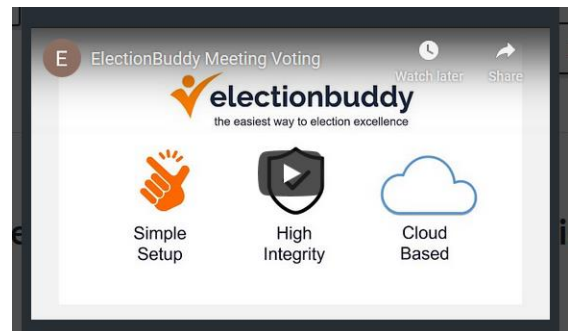 E
ElectionBuddy Meeting Voting
Watch later
Share
electionbuddy
the easiest way to election excellence
Simple
Setup
High
Integrity
Cloud
Based
e
i